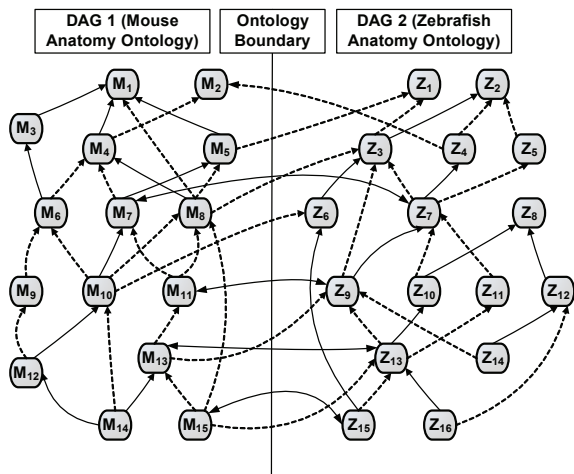 DAG 1 (Mouse
Anatomy Ontology)
Ontology
Boundary
DAG 2 (Zebrafish
Anatomy Ontology)
M1 M2 Z1 Z2
M3 M4 M5 Z3 Z4 Z5
M6 M7 M8 Z6 Z7 Z8
M9 M10 M11 Z9 Z10 Z11 Z12
M12 M13 Z13 Z14
M14 M15 Z15 Z16